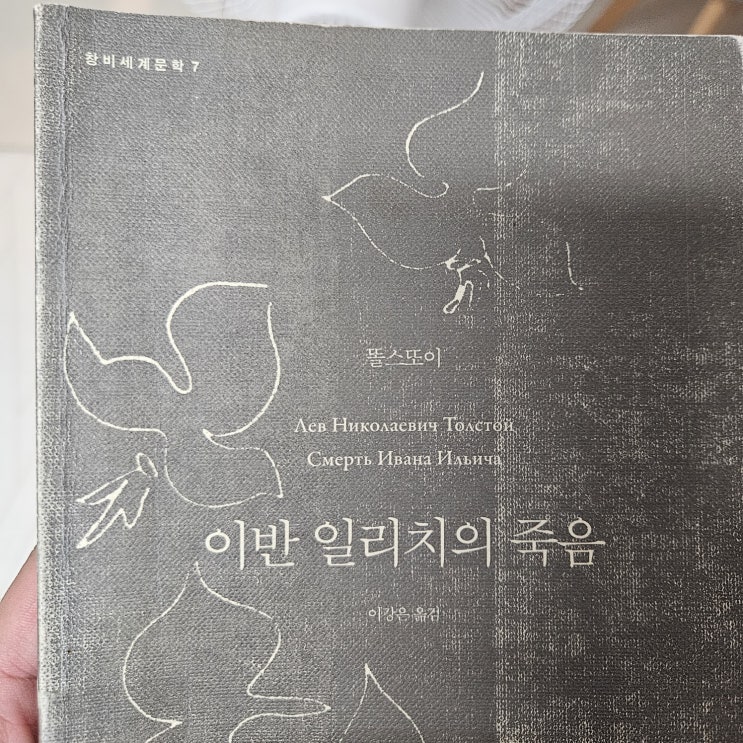 창비세계문학 7
똘스또이
Лев Николаевич Толстой
Смерть Ивана Ильича
이반 일리치의 죽음
이강은 옮김